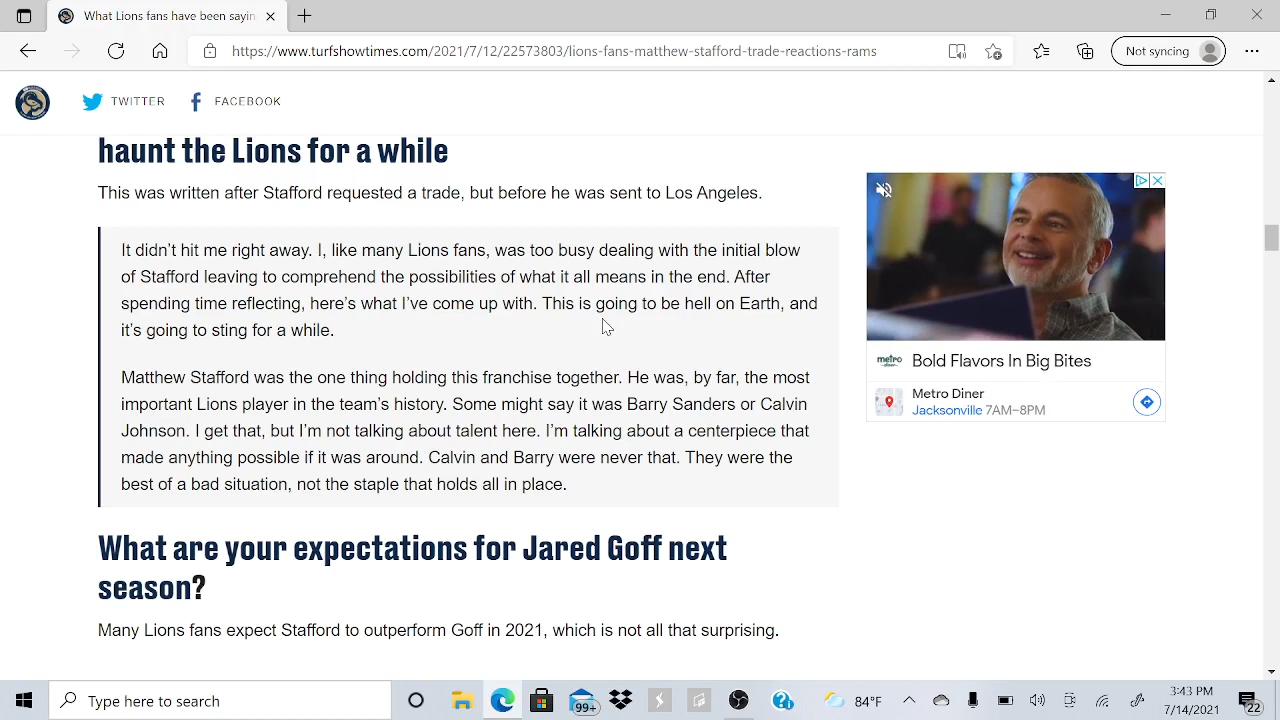 What Lions fans have been sayin
https://www.turfshowtimes.com/2021/7/12/22573803/lions-fans-matthew-stafford-trade-reactions-rams
Not syncing
TWITTER
FACEBOOK
haunt the Lions for a while
This was written after Stafford requested a trade, but before he was sent to Los Angeles.
It didn’t hit me right away. I, like many Lions fans, was too busy dealing with the initial blow
of Stafford leaving to comprehend the possibilities of what it all means in the end. After
spending time reflecting, here’s what I’ve come up with. This is going to be hell on Earth, and
it’s going to sting for a while.
Matthew Stafford was the one thing holding this franchise together. He was, by far, the most
important Lions player in the team’s history. Some might say it was Barry Sanders or Calvin
Johnson. I get that, but I’m not talking about talent here. I’m talking about a centerpiece that
made anything possible if it was around. Calvin and Barry were never that. They were the
best of a bad situation, not the staple that holds all in place.
What are your expectations for Jared Goff next
season?
Many Lions fans expect Stafford to outperform Goff in 2021, which is not all that surprising.
metro
diner
Bold Flavors In Big Bites
Metro Diner
Jacksonville 7AM–8PM
Type here to search
99+
84°F
3:43 PM
7/14/2021
22